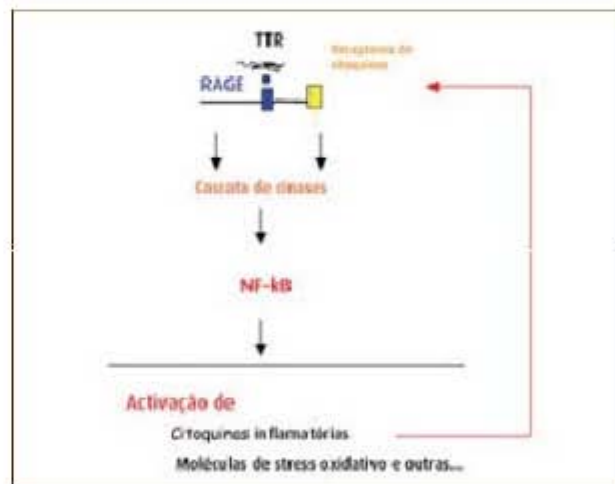 TTR
Receptores de
citoquinas
RAGE
Cascata de cinases
NF-kB
Activação de
Citoquinas inflamatórias
Moléculas de stress oxidativo e outras...